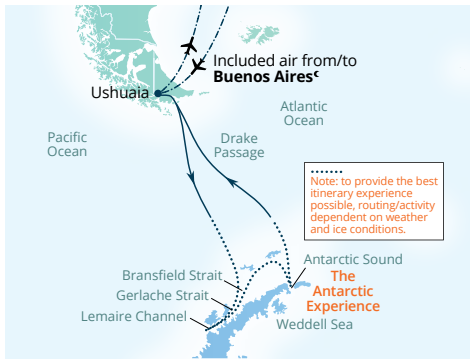 Included air from/to
Buenos Aires‘
Ushuaia
Atlantic
Ocean
Pacific
Ocean
Drake
Passage
Note: to provide the best
itinerary experience
possible, routing/activity
dependent on weather
and ice conditions.
Antarctic Sound
Bransfield Strait
The
Antarctic
Experience
Gerlache Strait
Lemaire Channel
Weddell Sea